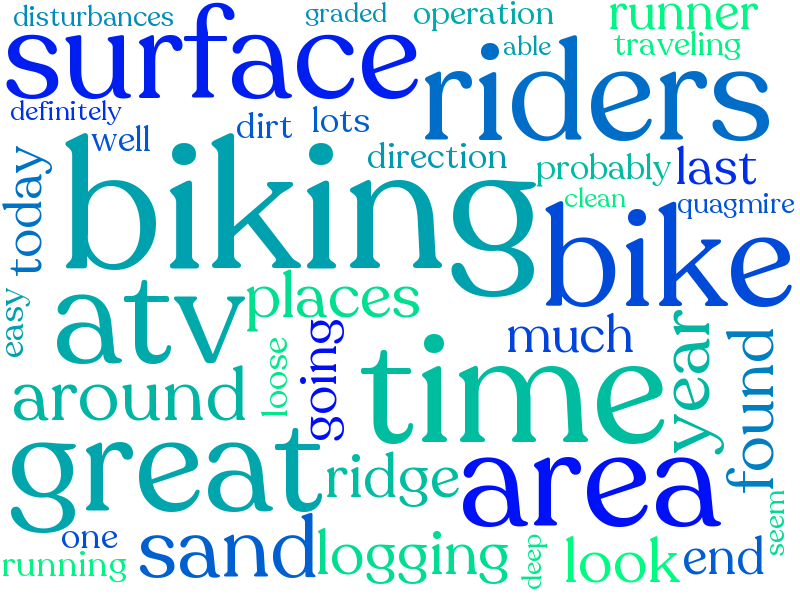 disturbances
graded
operation
runner
surface
able
traveling
riders
definitely
well
dirt
lots
direction
probably
last
today
biking
clean
quagmire
bike
easy
atv
places
loose
going
much
year
found
around
time
great
ridge
area
seem
one
sand
logging
deep
look
end
running